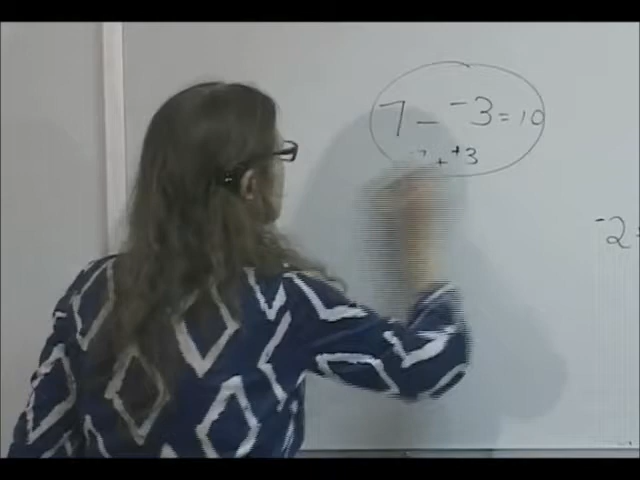 7 - ⁻3 = 10
7 + ⁺3
⁻2